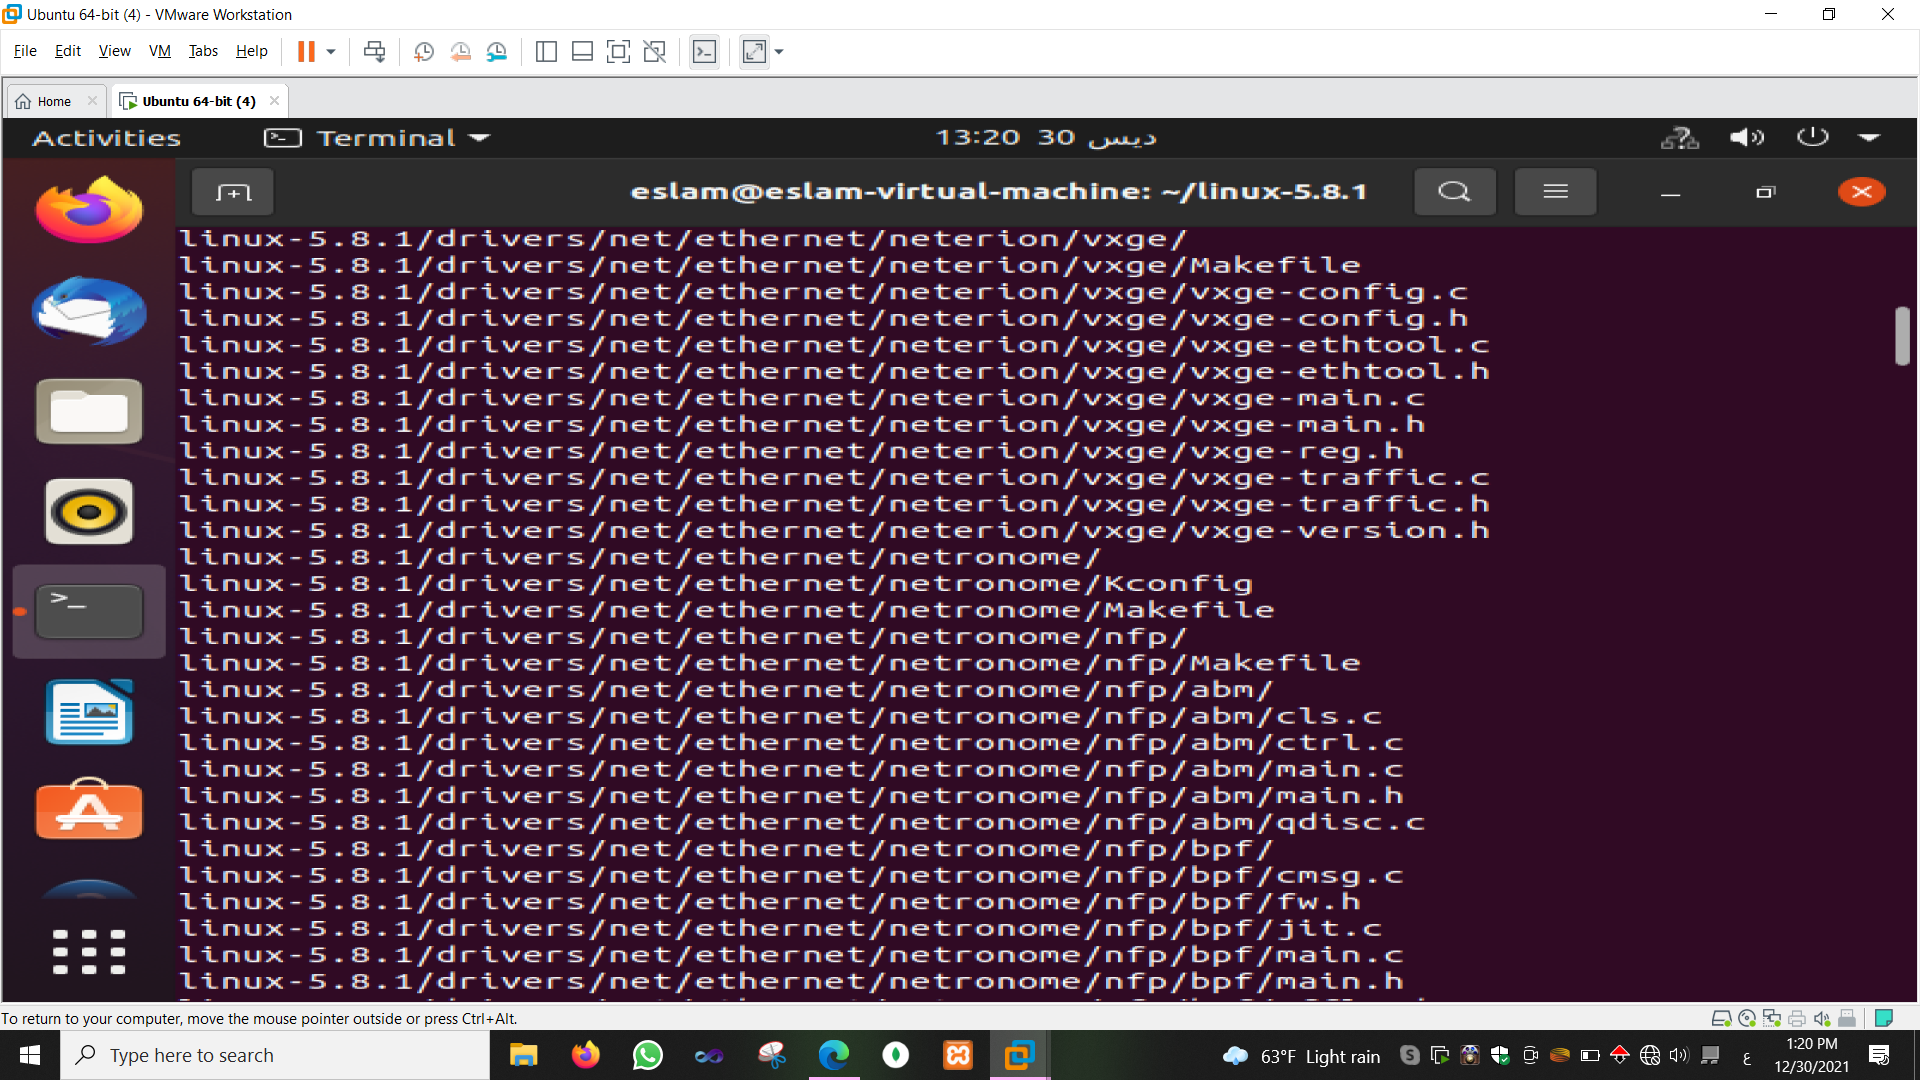 Ubuntu 64-bit (4) - VMware Workstation
File Edit View VM Tabs Help
Home Ubuntu 64-bit (4)
Activities Terminal 13:20 30 ديس
eslam@eslam-virtual-machine: ~/linux-5.8.1
linux-5.8.1/drivers/net/ethernet/neterion/vxge/
linux-5.8.1/drivers/net/ethernet/neterion/vxge/Makefile
linux-5.8.1/drivers/net/ethernet/neterion/vxge/vxge-config.c
linux-5.8.1/drivers/net/ethernet/neterion/vxge/vxge-config.h
linux-5.8.1/drivers/net/ethernet/neterion/vxge/vxge-ethtool.c
linux-5.8.1/drivers/net/ethernet/neterion/vxge/vxge-ethtool.h
linux-5.8.1/drivers/net/ethernet/neterion/vxge/vxge-main.c
linux-5.8.1/drivers/net/ethernet/neterion/vxge/vxge-main.h
linux-5.8.1/drivers/net/ethernet/neterion/vxge/vxge-reg.h
linux-5.8.1/drivers/net/ethernet/neterion/vxge/vxge-traffic.c
linux-5.8.1/drivers/net/ethernet/neterion/vxge/vxge-traffic.h
linux-5.8.1/drivers/net/ethernet/neterion/vxge/vxge-version.h
linux-5.8.1/drivers/net/ethernet/netronome/
linux-5.8.1/drivers/net/ethernet/netronome/Kconfig
linux-5.8.1/drivers/net/ethernet/netronome/Makefile
linux-5.8.1/drivers/net/ethernet/netronome/nfp/
linux-5.8.1/drivers/net/ethernet/netronome/nfp/Makefile
linux-5.8.1/drivers/net/ethernet/netronome/nfp/abm/
linux-5.8.1/drivers/net/ethernet/netronome/nfp/abm/cls.c
linux-5.8.1/drivers/net/ethernet/netronome/nfp/abm/ctrl.c
linux-5.8.1/drivers/net/ethernet/netronome/nfp/abm/main.c
linux-5.8.1/drivers/net/ethernet/netronome/nfp/abm/main.h
linux-5.8.1/drivers/net/ethernet/netronome/nfp/abm/qdisc.c
linux-5.8.1/drivers/net/ethernet/netronome/nfp/bpf/
linux-5.8.1/drivers/net/ethernet/netronome/nfp/bpf/cmsg.c
linux-5.8.1/drivers/net/ethernet/netronome/nfp/bpf/fw.h
linux-5.8.1/drivers/net/ethernet/netronome/nfp/bpf/jit.c
linux-5.8.1/drivers/net/ethernet/netronome/nfp/bpf/main.c
linux-5.8.1/drivers/net/ethernet/netronome/nfp/bpf/main.h
To return to your computer, move the mouse pointer outside or press Ctrl+Alt.
Type here to search
63°F Light rain
ع
1:20 PM
12/30/2021